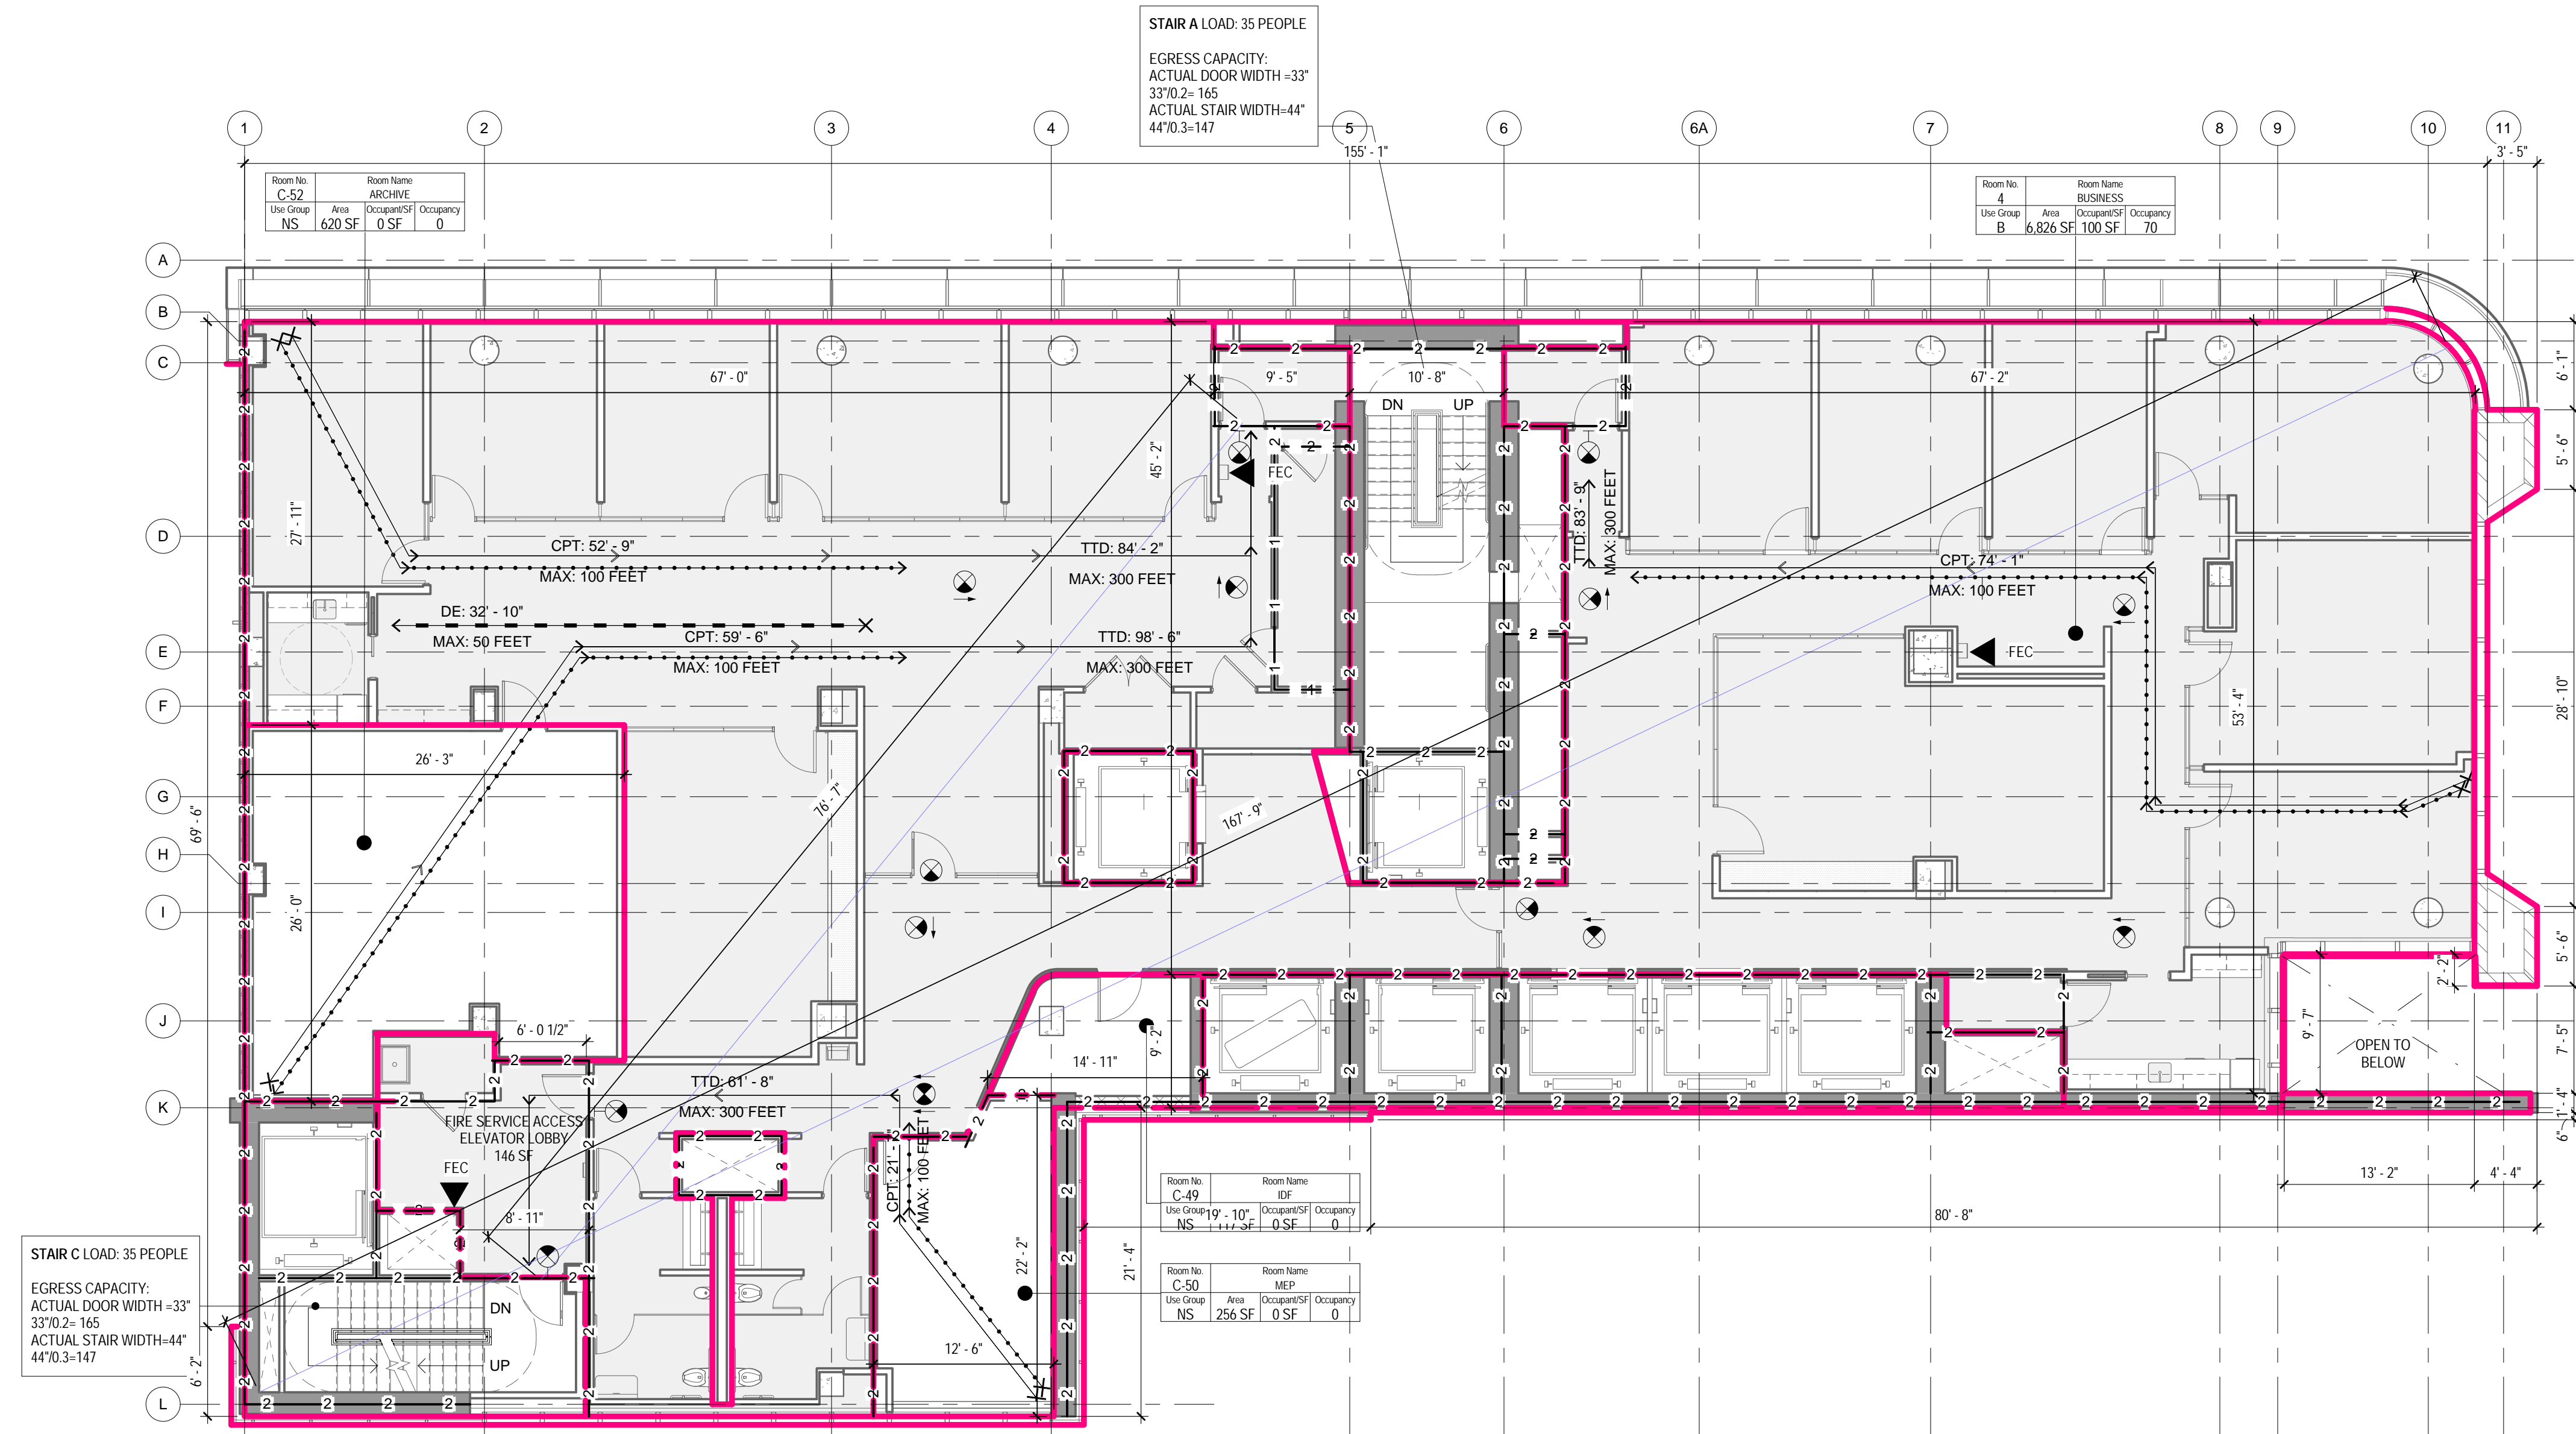 STAIR A LOAD: 35 PEOPLE
EGRESS CAPACITY:
ACTUAL DOOR WIDTH =33"
33"/0.2= 165
ACTUAL STAIR WIDTH=44"
44"/0.3=147
1
2
3
4
5
6
6A
7
8
9
10
11
155' - 1"
3' - 5"
Room No.
Room Name
C-52
ARCHIVE
Use Group
Area
Occupant/SF
Occupancy
NS
620 SF
0 SF
0
Room No.
Room Name
4
BUSINESS
Use Group
Area
Occupant/SF
Occupancy
B
6,826 SF
100 SF
70
A
B
C
D
E
F
G
H
I
J
K
L
67' - 0"
9' - 5"
10' - 8"
67' - 2"
6' - 1"
DN
UP
45' - 2"
5' - 6"
FEC
27' - 11"
TTD: 83' - 9"
MAX: 300 FEET
CPT: 52' - 9"
TTD: 84' - 2"
MAX: 100 FEET
MAX: 300 FEET
CPT: 74' - 1"
MAX: 100 FEET
DE: 32' - 10"
MAX: 50 FEET
CPT: 59' - 6"
TTD: 98' - 6"
MAX: 100 FEET
MAX: 300 FEET
FEC
28' - 10"
53' - 4"
26' - 3"
76' - 7"
167' - 9"
69' - 6"
26' - 0"
5' - 6"
2' - 2"
9' - 7"
7' - 5"
OPEN TO
BELOW
6' - 0 1/2"
9' - 2"
14' - 11"
TTD: 61' - 8"
MAX: 300 FEET
1' - 4"
6"
FIRE SERVICE ACCESS
ELEVATOR LOBBY
146 SF
FEC
CPT: 21' - 1"
MAX: 100 FEET
13' - 2"
4' - 4"
Room No.
Room Name
C-49
IDF
Use Group
Occupant/SF
Occupancy
NS
117 SF
0 SF
0
19' - 10"
80' - 8"
8' - 11"
22' - 2"
21' - 4"
STAIR C LOAD: 35 PEOPLE
EGRESS CAPACITY:
ACTUAL DOOR WIDTH =33"
33"/0.2= 165
ACTUAL STAIR WIDTH=44"
44"/0.3=147
Room No.
Room Name
C-50
MEP
Use Group
Area
Occupant/SF
Occupancy
NS
256 SF
0 SF
0
DN
UP
12' - 6"
6' - 2"